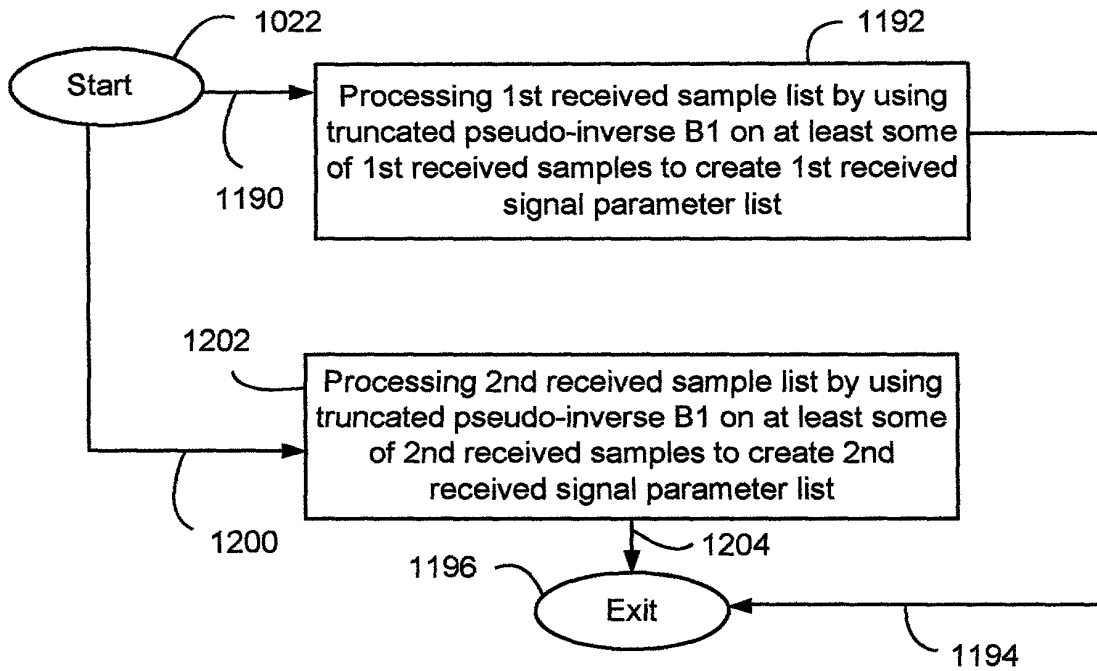 1022
Start
1192
Processing 1st received sample list by using
truncated pseudo-inverse B1 on at least some
of 1st received samples to create 1st received
signal parameter list
1190
1202
Processing 2nd received sample list by using
truncated pseudo-inverse B1 on at least some
of 2nd received samples to create 2nd
received signal parameter list
1200
1204
1196
Exit
1194